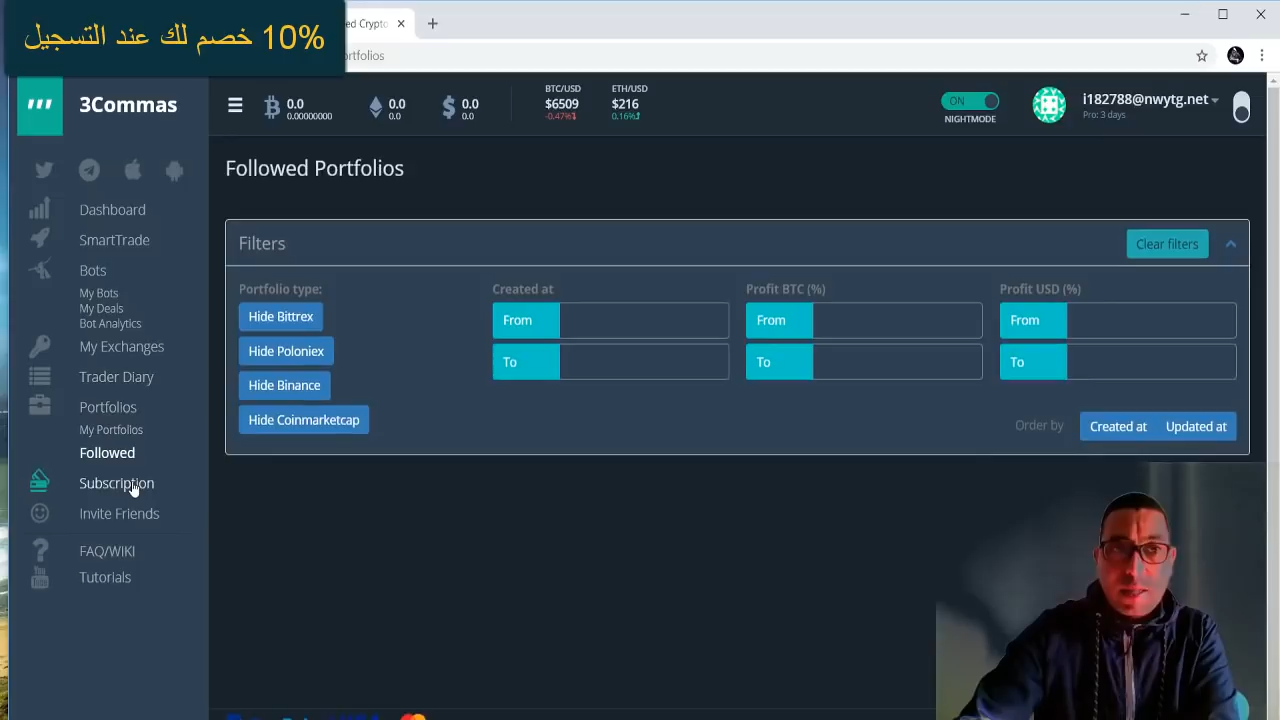 10% خصم لك عند التسجيل
ed Crypto
ortfolios
3Commas
0.0
0.00000000
0.0
0.0
0.0
0.0
BTC/USD
$6509
-0.47%
ETH/USD
$216
0.16%
ON
NIGHTMODE
i182788@nwytg.net
Pro: 3 days
Dashboard
SmartTrade
Bots
My Bots
My Deals
Bot Analytics
My Exchanges
Trader Diary
Portfolios
My Portfolios
Followed
Subscription
Invite Friends
FAQ/WIKI
Tutorials
Followed Portfolios
Filters
Clear filters
Portfolio type:
Hide Bittrex
Hide Poloniex
Hide Binance
Hide Coinmarketcap
Created at
From
To
Profit BTC (%)
From
To
Profit USD (%)
From
To
Order by
Created at
Updated at